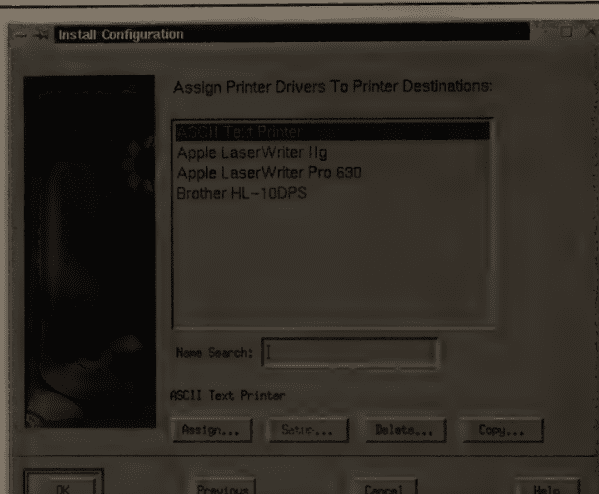 Install Configuration
Assign Printer Drivers To Printer Destinations:
ASCII Text Printer
Apple LaserWriter IIg
Apple LaserWriter Pro 630
Brother HL-10DPS
Name Search:
ASCII Text Printer
Assign... Setup... Delete... Copy...
OK Previous Cancel Help